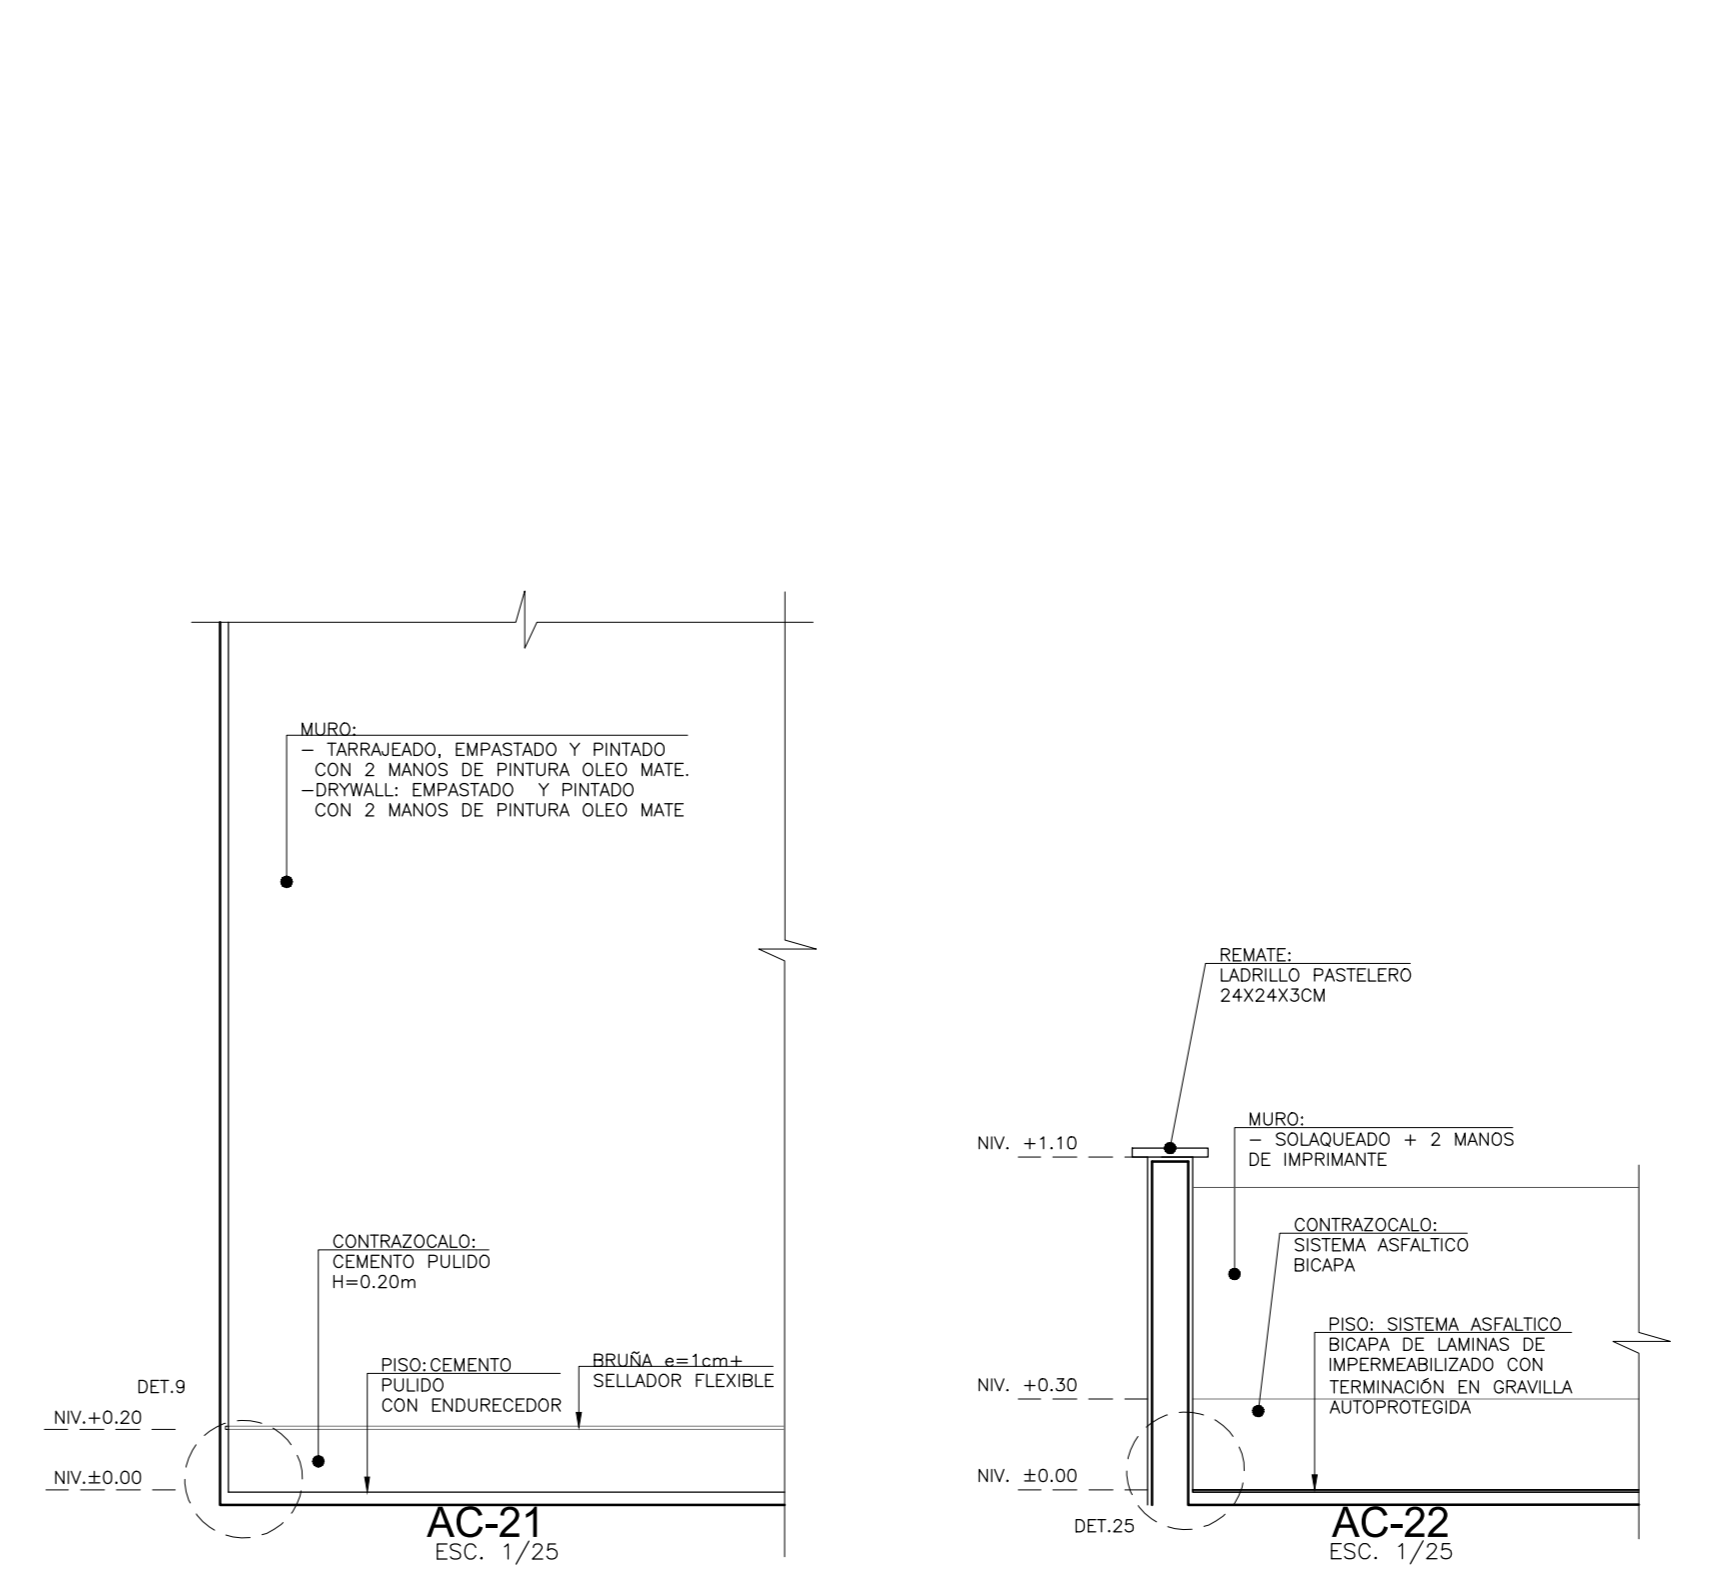 MURO:
- TARRAJEADO, EMPASTADO Y PINTADO
CON 2 MANOS DE PINTURA OLEO MATE.
-DRYWALL: EMPASTADO Y PINTADO
CON 2 MANOS DE PINTURA OLEO MATE
CONTRAZOCALO:
CEMENTO PULIDO
H=0.20m
PISO:CEMENTO
PULIDO
CON ENDURECEDOR
BRUÑA e=1cm+
SELLADOR FLEXIBLE
DET.9
NIV.+0.20
NIV.±0.00
AC-21
ESC. 1/25
REMATE:
LADRILLO PASTELERO
24X24X3CM
NIV. +1.10
MURO:
- SOLAQUEADO + 2 MANOS
DE IMPRIMANTE
CONTRAZOCALO:
SISTEMA ASFALTICO
BICAPA
PISO: SISTEMA ASFALTICO
BICAPA DE LAMINAS DE
IMPERMEABILIZADO CON
TERMINACIÓN EN GRAVILLA
AUTOPROTEGIDA
NIV. +0.30
NIV. ±0.00
DET.25
AC-22
ESC. 1/25